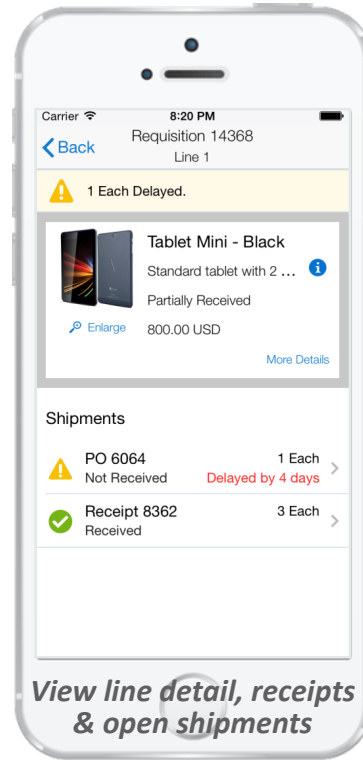 Carrier 8:20 PM
Back
Requisition 14368
Line 1
1 Each Delayed.
Tablet Mini - Black
Standard tablet with 2 ...
Partially Received
Enlarge
800.00 USD
More Details
Shipments
PO 6064 1 Each
Not Received Delayed by 4 days
Receipt 8362 3 Each
Received
View line detail, receipts
& open shipments